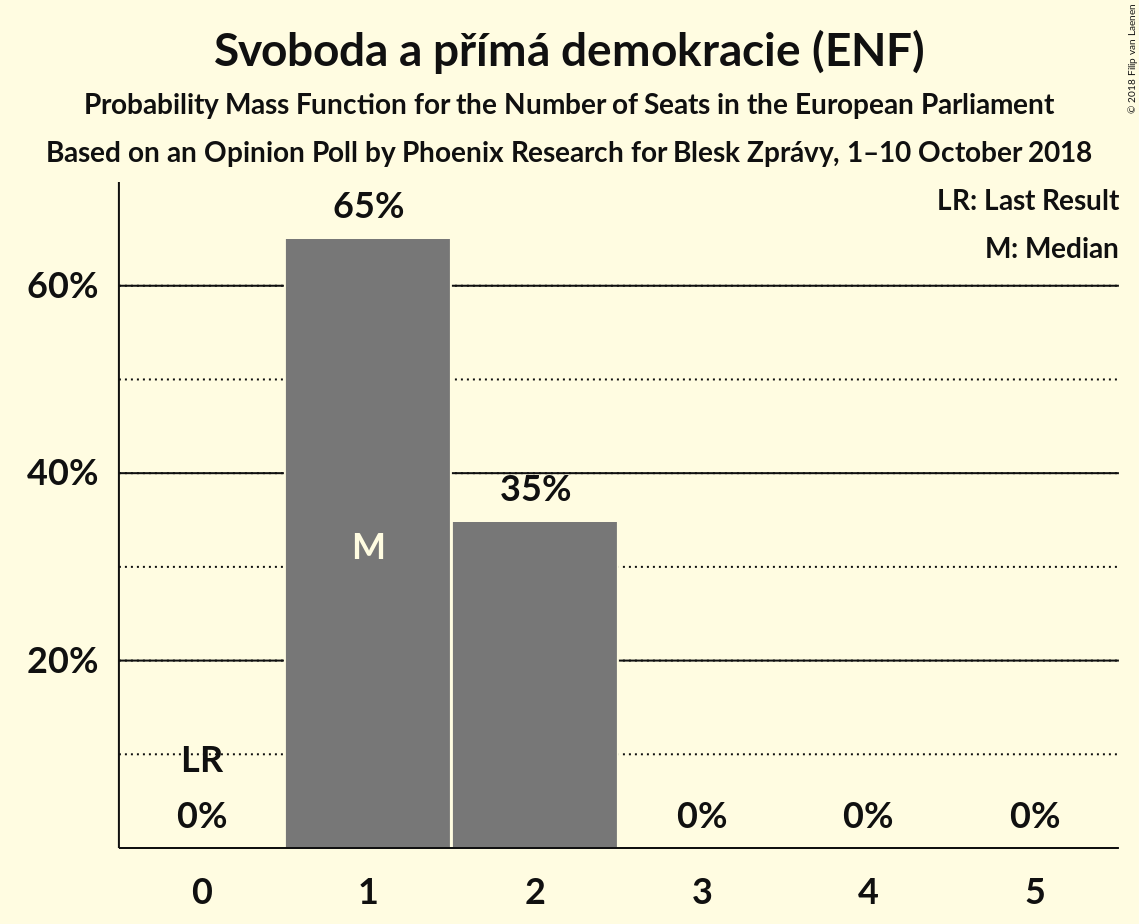 Svoboda a přímá demokracie (ENF)
Probability Mass Function for the Number of Seats in the European Parliament
Based on an Opinion Poll by Phoenix Research for Blesk Zprávy, 1–10 October 2018
© 2018 Filip van Laenen
LR: Last Result
M: Median
65%
60%
40%
35%
M
20%
LR
0%
0%
0%
0%
0
1
2
3
4
5